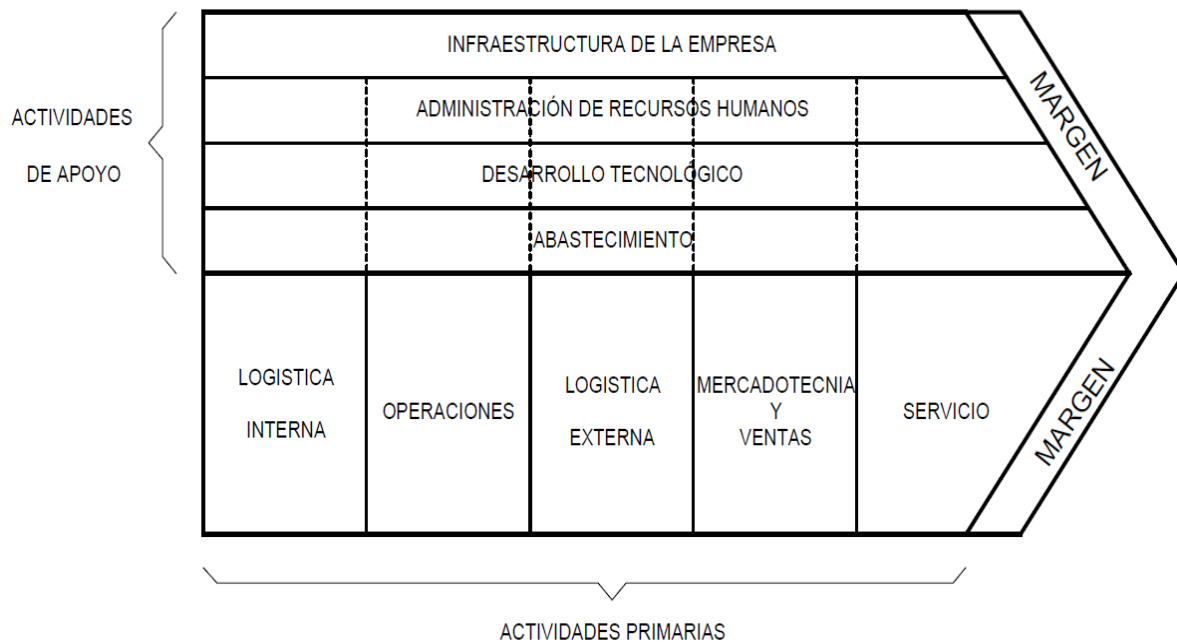 INFRAESTRUCTURA DE LA EMPRESA
ACTIVIDADES
DE APOYO
ADMINISTRACIÓN DE RECURSOS HUMANOS
DESARROLLO TECNOLÓGICO
ABASTECIMIENTO
MARGEN
LOGISTICA
INTERNA
OPERACIONES
LOGISTICA
EXTERNA
MERCADOTECNIA
Y
VENTAS
SERVICIO
MARGEN
ACTIVIDADES PRIMARIAS